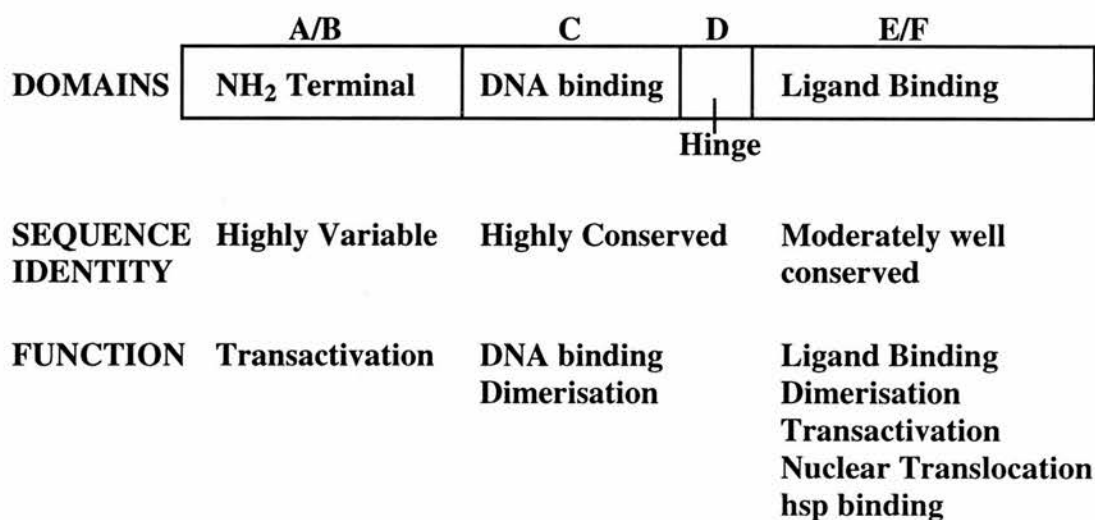 A/B C D E/F
DOMAINS NH₂ Terminal DNA binding Ligand Binding
Hinge
SEQUENCE Highly Variable Highly Conserved Moderately well
IDENTITY conserved
FUNCTION Transactivation DNA binding Ligand Binding
Dimerisation Dimerisation
Transactivation
Nuclear Translocation
hsp binding